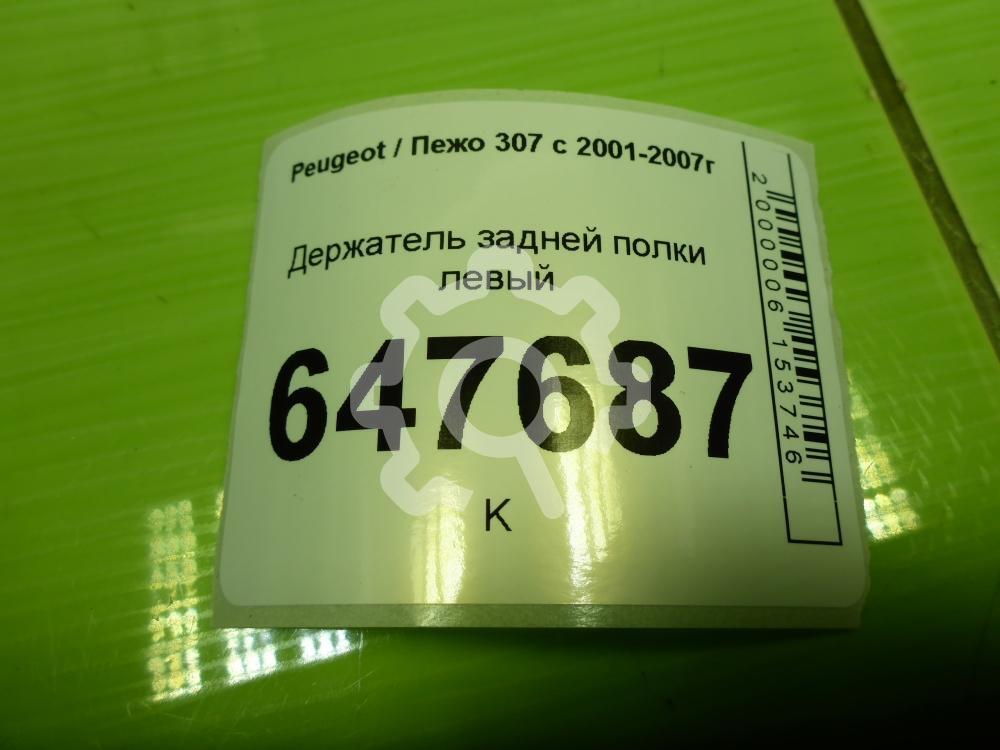 Peugeot / Пежо 307 с 2001-2007г
Держатель задней полки
левый
647687
К
2000006153746